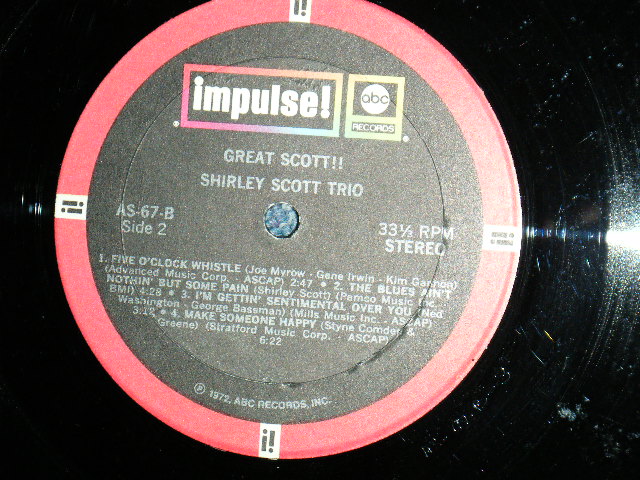 impulse!
abc
RECORDS
GREAT SCOTT!!
SHIRLEY SCOTT TRIO
AS-67-B
Side 2
33⅓ RPM
STEREO
1. FIVE O'CLOCK WHISTLE (Joe Myrow - Gene Irwin - Kim Gannon)
(Advanced Music Corp. - ASCAP) 2:47 • 2. THE BLUES AIN'T
NOTHIN' BUT SOME PAIN (Shirley Scott) (Pamco Music Inc. -
BMI) 4:28 • 3. I'M GETTIN' SENTIMENTAL OVER YOU (Ned
Washington - George Bassman) (Mills Music Inc. - ASCAP)
3:12 • 4. MAKE SOMEONE HAPPY (Styne Comden &
Greene) (Stratford Music Corp. - ASCAP)
6:22
℗ 1972, ABC RECORDS, INC.